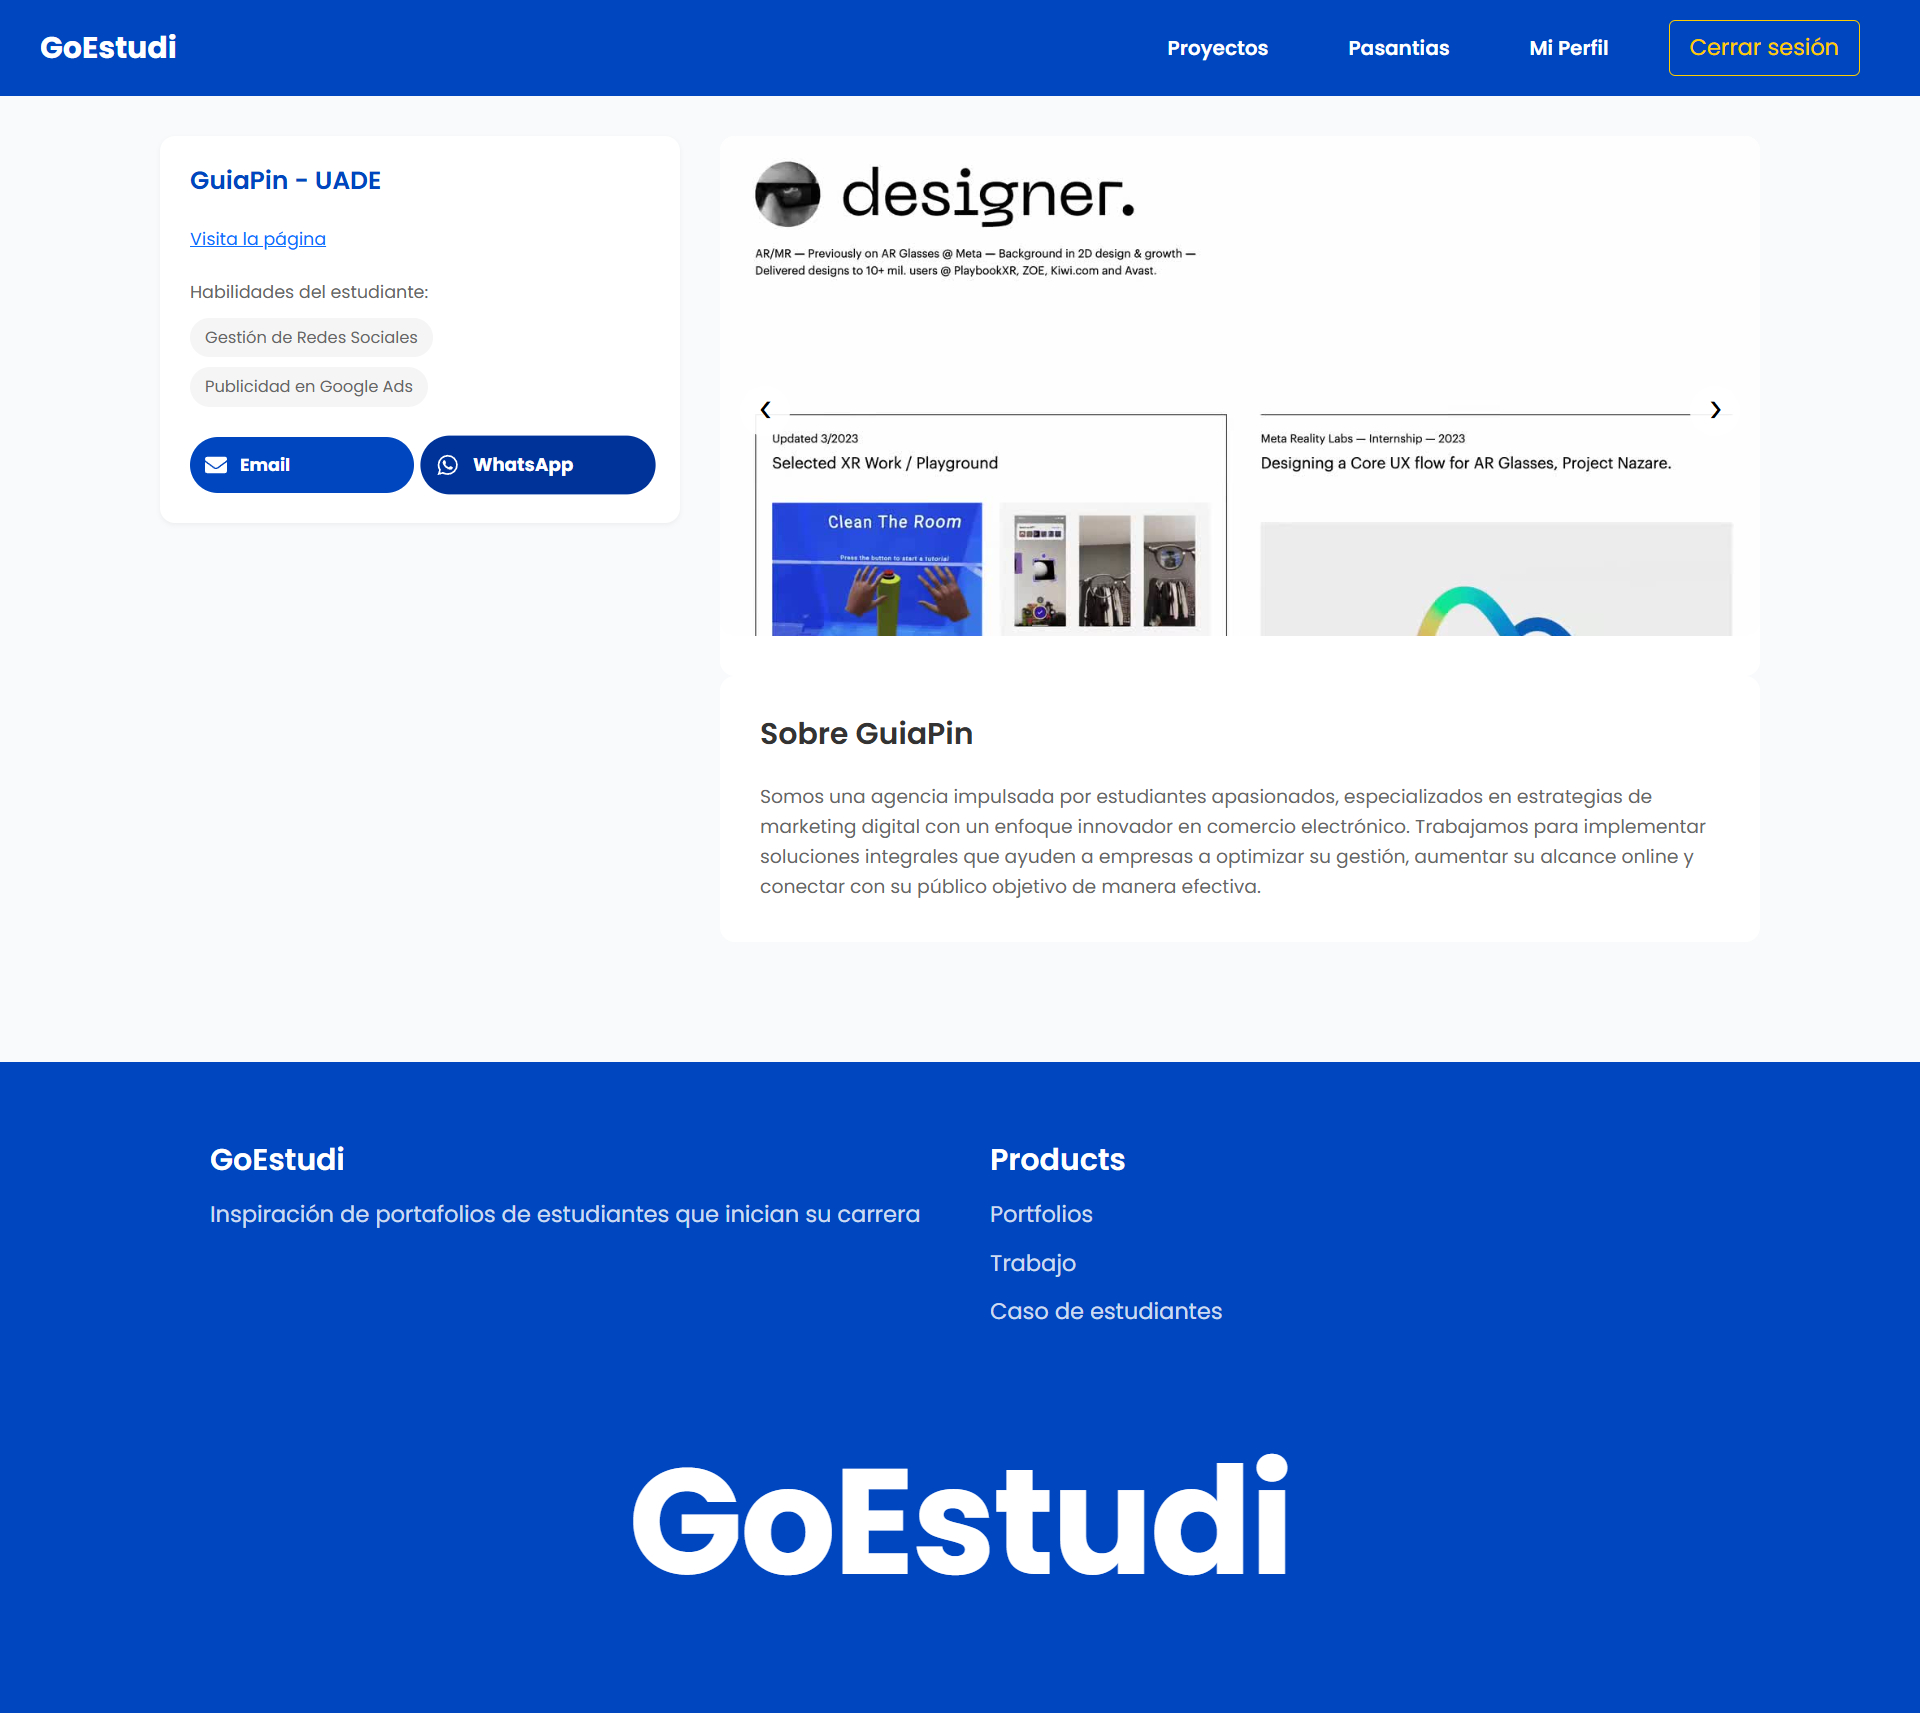 GoEstudi
Proyectos
Pasantias
Mi Perfil
Cerrar sesión
GuiaPin - UADE
Visita la página
Habilidades del estudiante:
Gestión de Redes Sociales
Publicidad en Google Ads
Email
WhatsApp
designer.
AR/MR — Previously on AR Glasses @ Meta — Background in 2D design & growth —
Delivered designs to 10+ mil. users @ PlaybookXR, ZOE, Kiwi.com and Avast.
‹
›
Updated 3/2023
Selected XR Work / Playground
Clean The Room
Press the button to start a tutorial
Meta Reality Labs — Internship — 2023
Designing a Core UX flow for AR Glasses, Project Nazare.
Sobre GuiaPin
Somos una agencia impulsada por estudiantes apasionados, especializados en estrategias de
marketing digital con un enfoque innovador en comercio electrónico. Trabajamos para implementar
soluciones integrales que ayuden a empresas a optimizar su gestión, aumentar su alcance online y
conectar con su público objetivo de manera efectiva.
GoEstudi
Inspiración de portafolios de estudiantes que inician su carrera
Products
Portfolios
Trabajo
Caso de estudiantes
GoEstudi